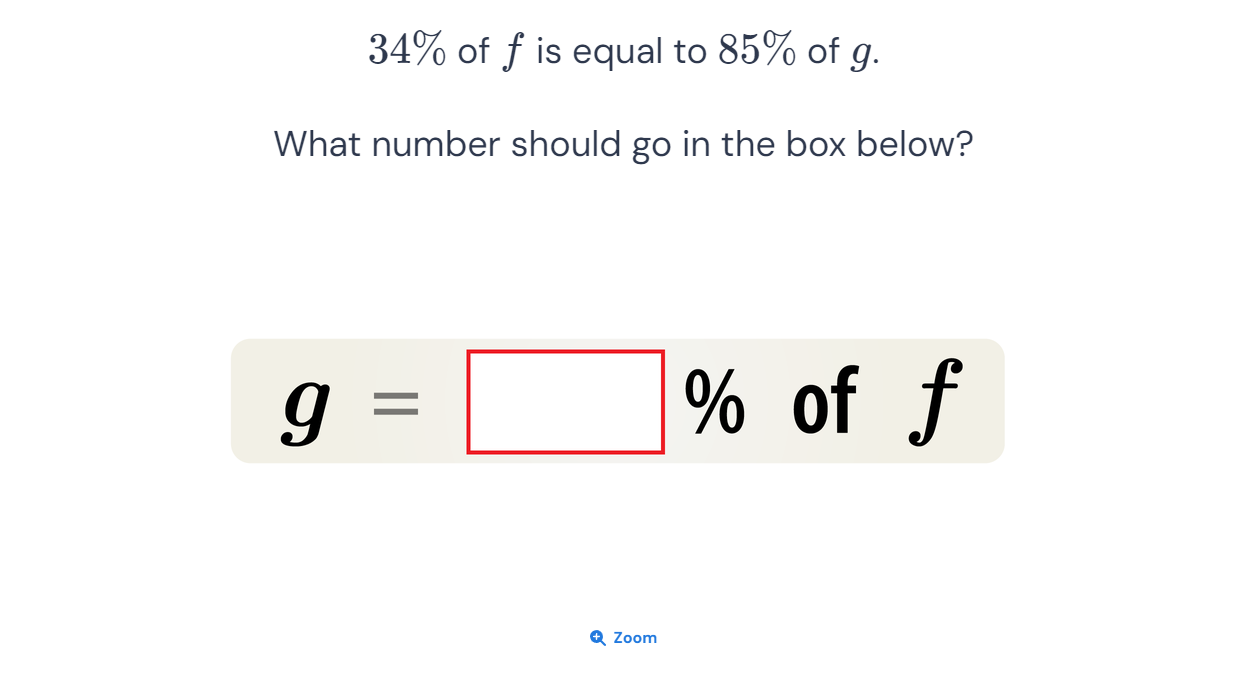 34% of f is equal to 85% of g.
What number should go in the box below?
g = % of f
Zoom